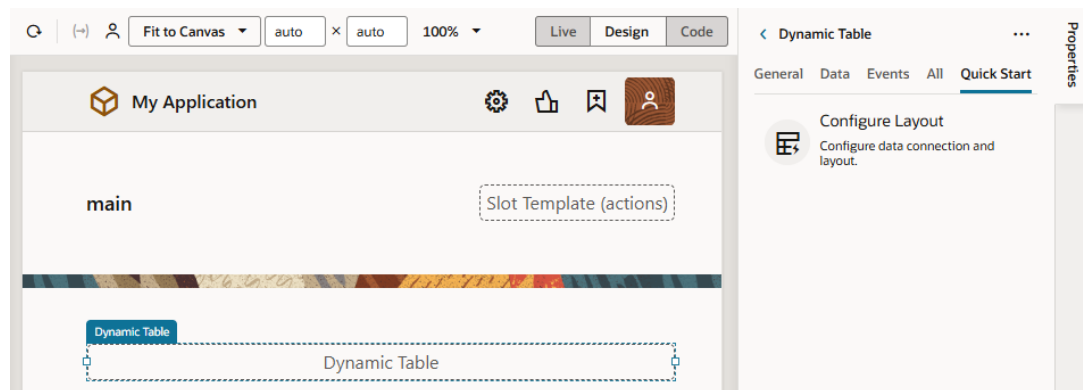 Fit to Canvas auto × auto 100% Live Design Code
Dynamic Table
Properties
General Data Events All Quick Start
My Application
Configure Layout
Configure data connection and
layout.
main
Slot Template (actions)
Dynamic Table
Dynamic Table